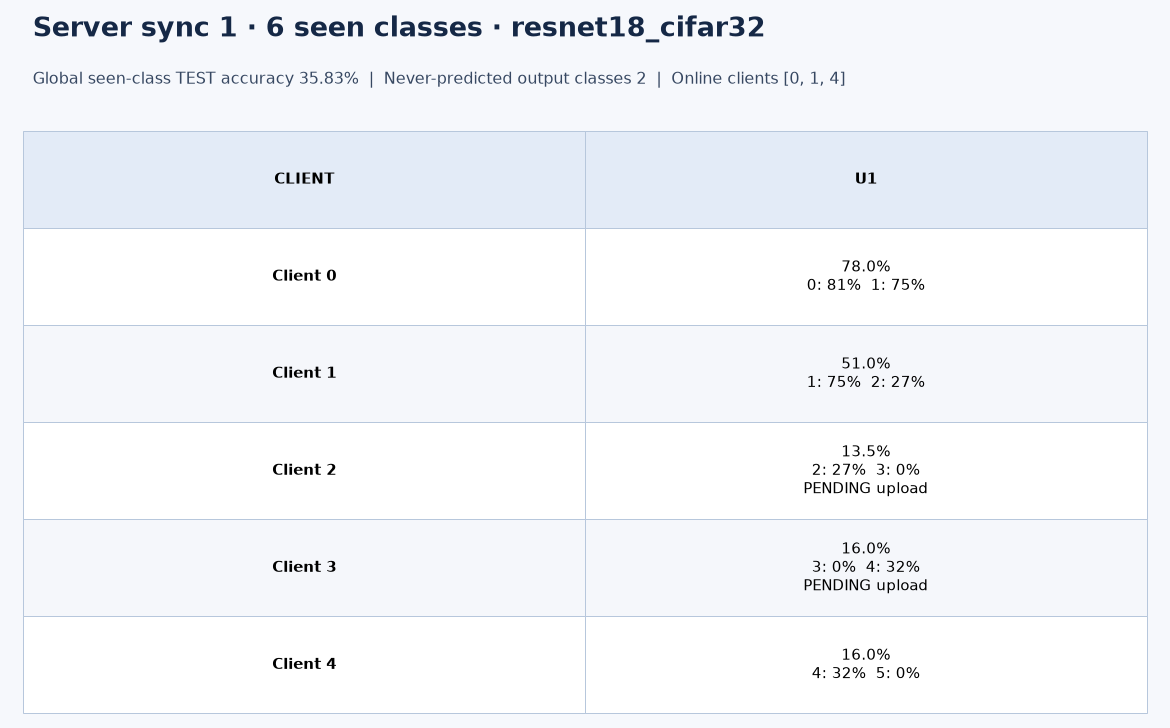 Server sync 1 · 6 seen classes · resnet18_cifar32
Global seen-class TEST accuracy 35.83%  |  Never-predicted output classes 2  |  Online clients [0, 1, 4]
CLIENT
U1
Client 0
78.0%
0: 81%  1: 75%
Client 1
51.0%
1: 75%  2: 27%
Client 2
13.5%
2: 27%  3: 0%
PENDING upload
Client 3
16.0%
3: 0%  4: 32%
PENDING upload
Client 4
16.0%
4: 32%  5: 0%